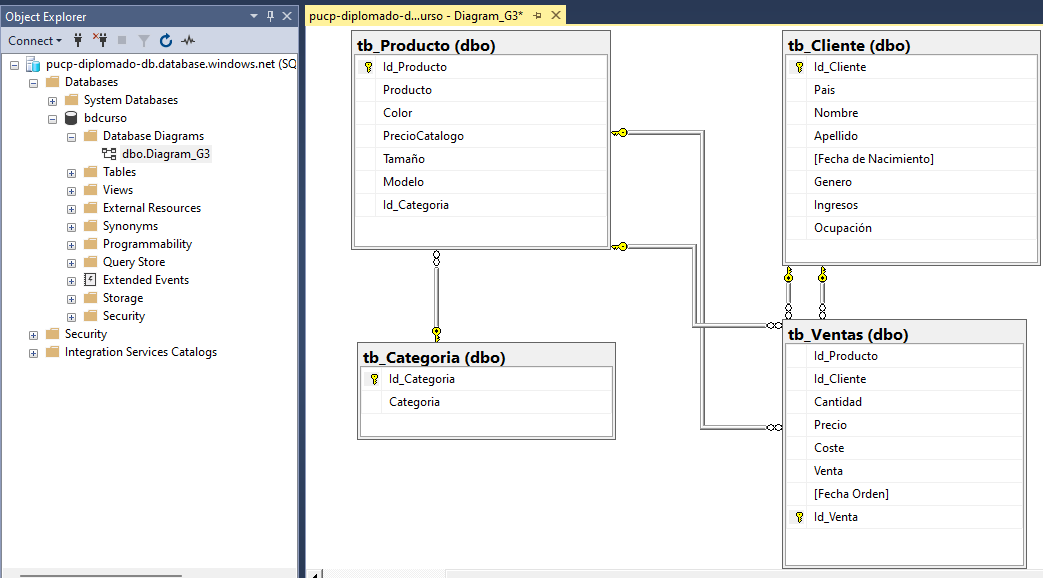 Object Explorer
Connect
pucp-diplomado-db.database.windows.net (SQ
Databases
System Databases
bdcurso
Database Diagrams
dbo.Diagram_G3
Tables
Views
External Resources
Synonyms
Programmability
Query Store
Extended Events
Storage
Security
Security
Integration Services Catalogs
pucp-diplomado-d...urso - Diagram_G3*
tb_Producto (dbo)
Id_Producto
Producto
Color
PrecioCatalogo
Tamaño
Modelo
Id_Categoria
tb_Categoria (dbo)
Id_Categoria
Categoria
tb_Cliente (dbo)
Id_Cliente
Pais
Nombre
Apellido
[Fecha de Nacimiento]
Genero
Ingresos
Ocupación
tb_Ventas (dbo)
Id_Producto
Id_Cliente
Cantidad
Precio
Coste
Venta
[Fecha Orden]
Id_Venta